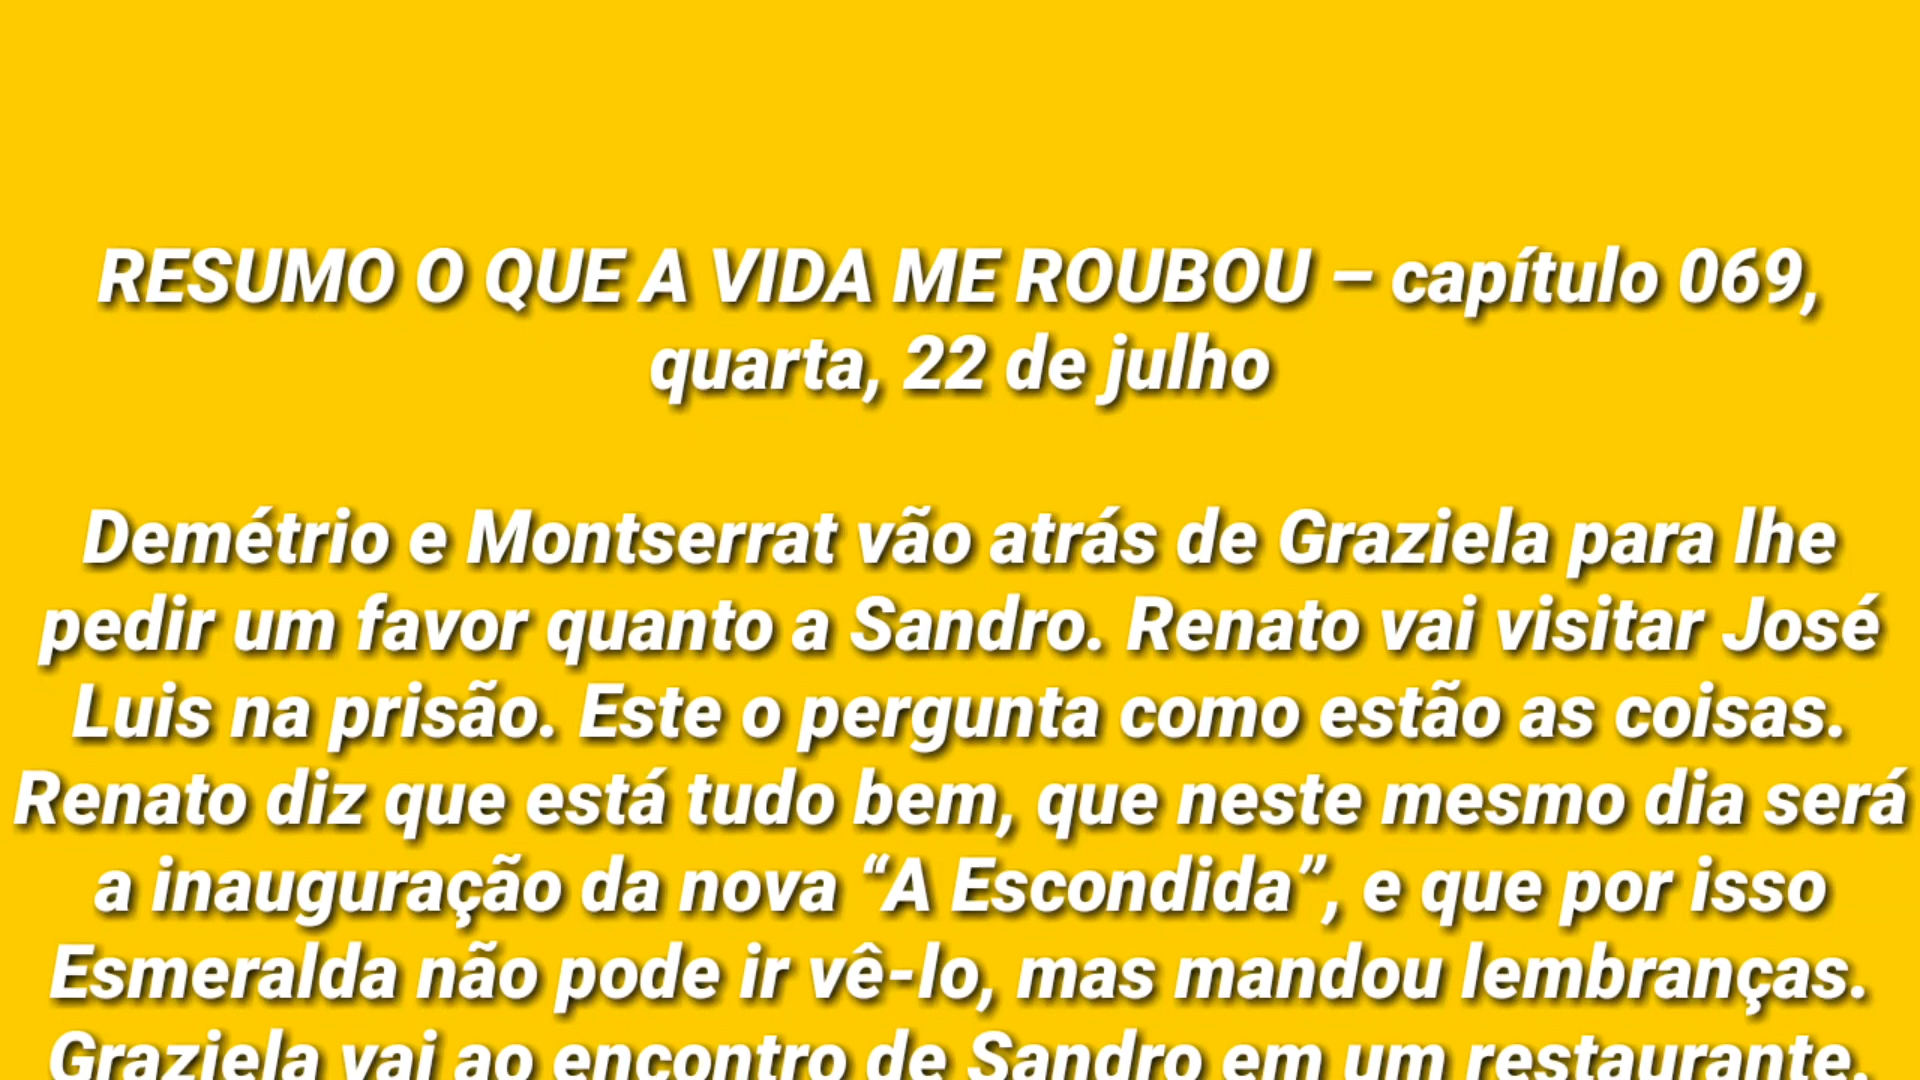 RESUMO O QUE A VIDA ME ROUBOU – capítulo 069,
quarta, 22 de julho
Demétrio e Montserrat vão atrás de Graziela para lhe
pedir um favor quanto a Sandro. Renato vai visitar José
Luis na prisão. Este o pergunta como estão as coisas.
Renato diz que está tudo bem, que neste mesmo dia será
a inauguração da nova “A Escondida”, e que por isso
Esmeralda não pode ir vê-lo, mas mandou lembranças.
Graziela vai ao encontro de Sandro em um restaurante.